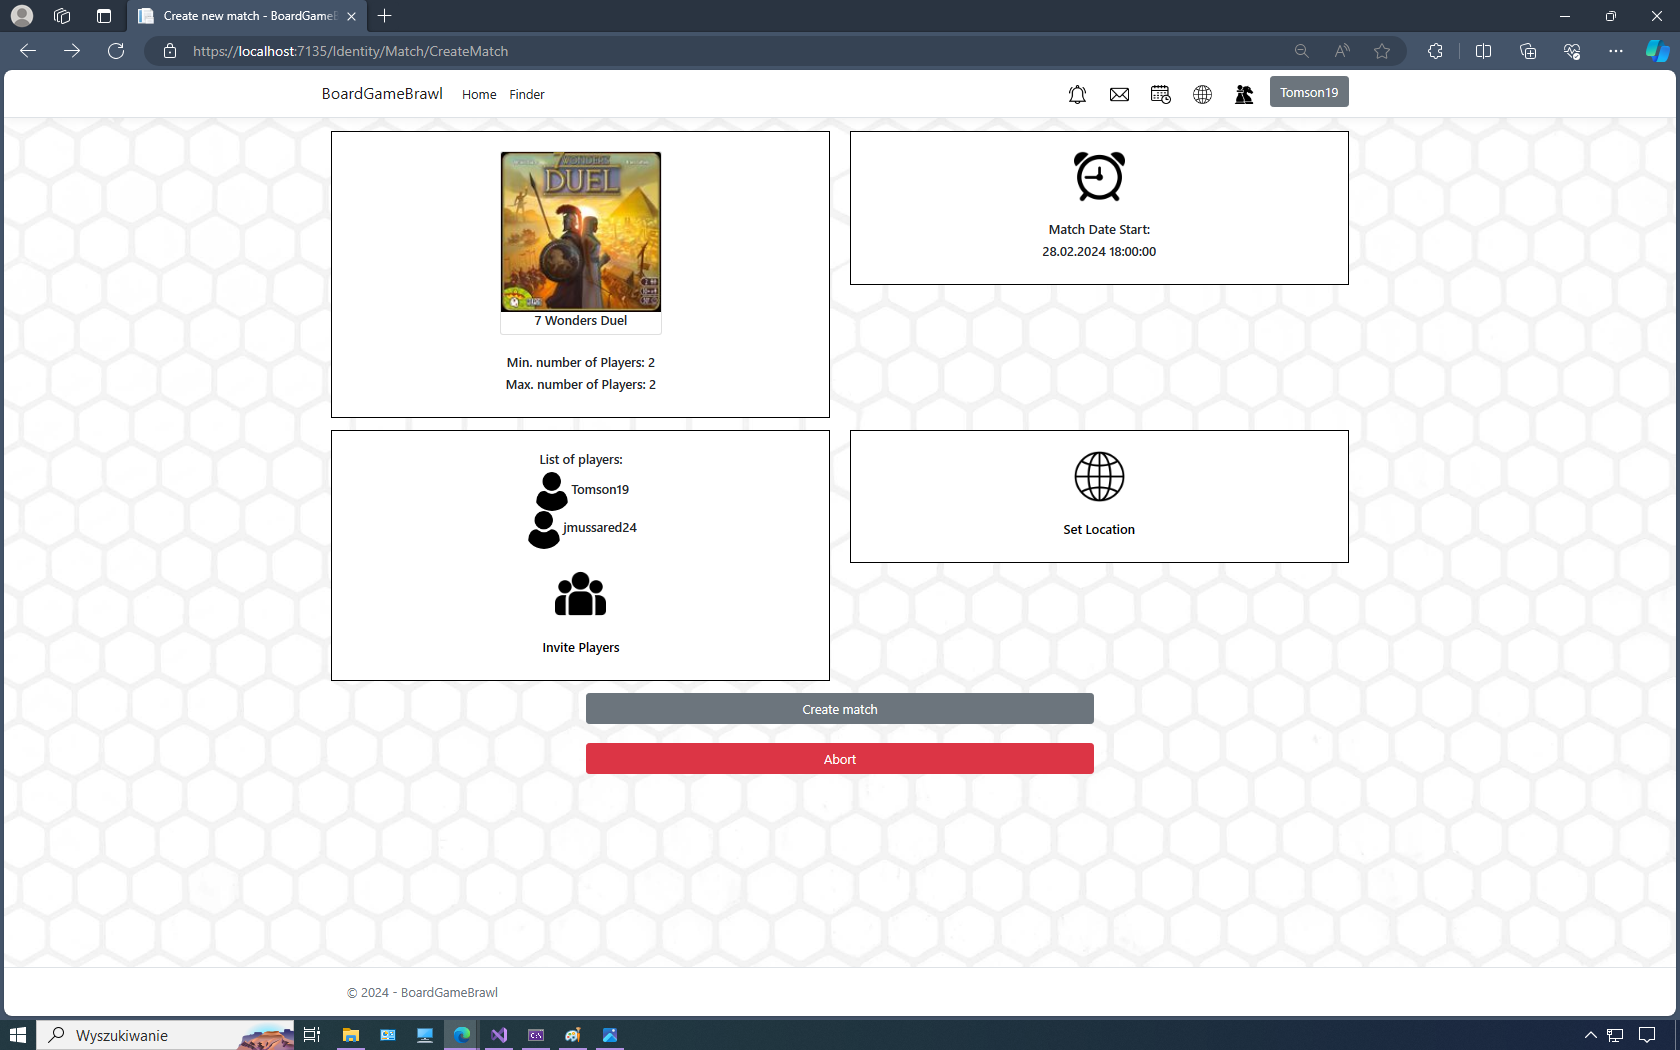 Create new match - BoardGameB
https://localhost:7135/Identity/Match/CreateMatch
BoardGameBrawl Home Finder
Tomson19
7 WONDERS
DUEL
7 Wonders Duel
Min. number of Players: 2
Max. number of Players: 2
Match Date Start:
28.02.2024 18:00:00
List of players:
Tomson19
jmussared24
Invite Players
Set Location
Create match
Abort
© 2024 - BoardGameBrawl
Wyszukiwanie